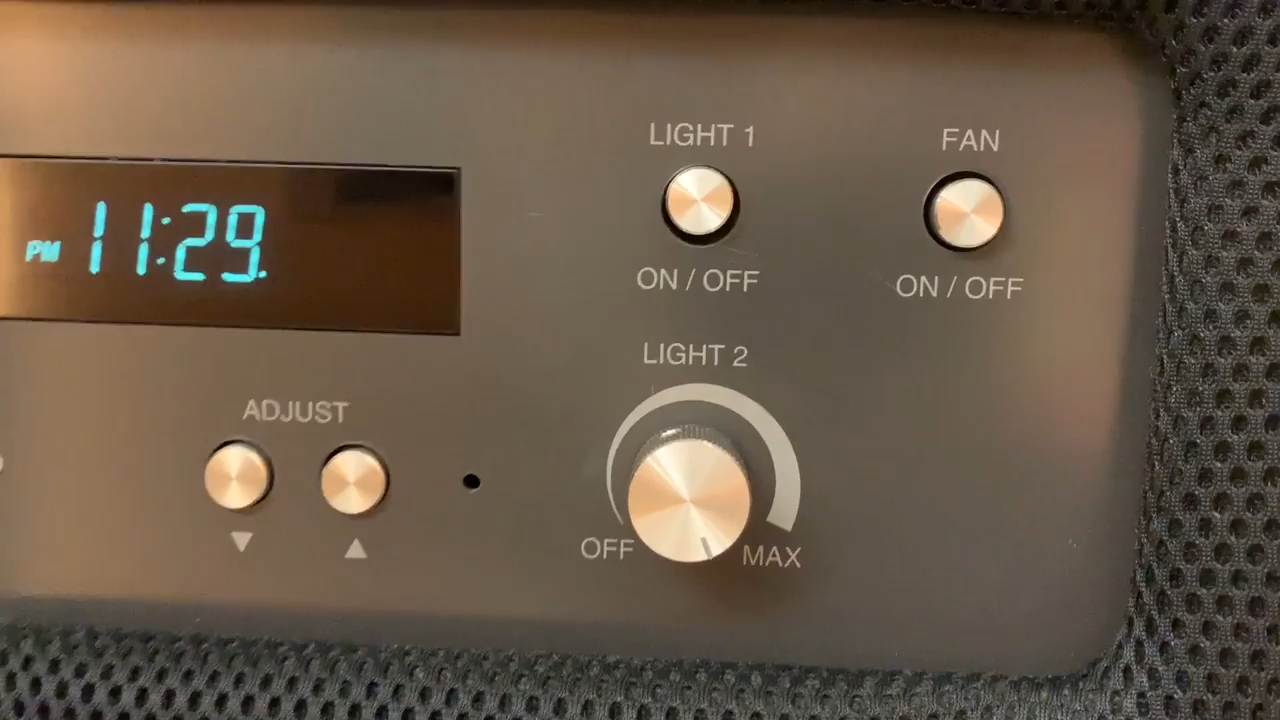 LIGHT 1
FAN
PM 11:29
ON / OFF
ON / OFF
LIGHT 2
ADJUST
OFF
MAX